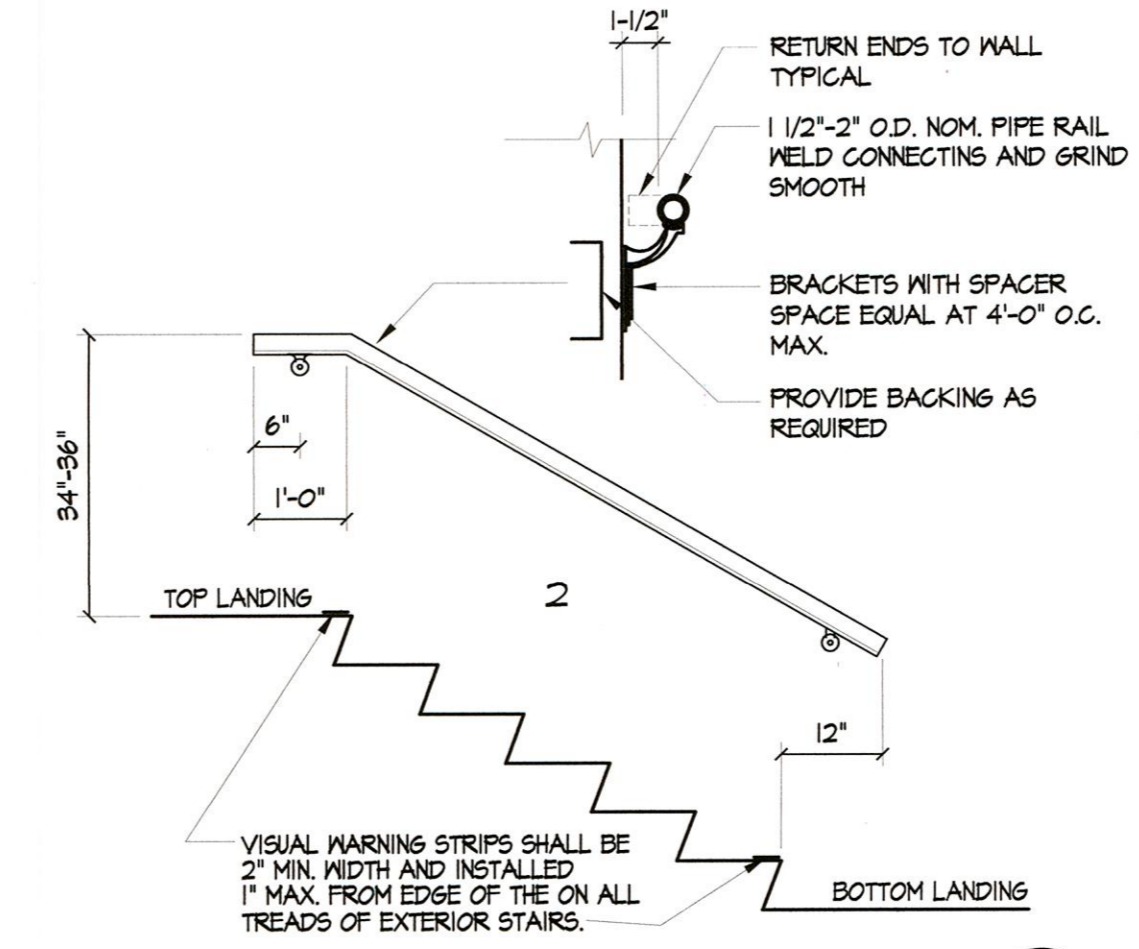 1-1/2"
RETURN ENDS TO WALL
TYPICAL
1 1/2"-2" O.D. NOM. PIPE RAIL
WELD CONNECTINS AND GRIND
SMOOTH
BRACKETS WITH SPACER
SPACE EQUAL AT 4'-0" O.C.
MAX.
PROVIDE BACKING AS
REQUIRED
34"-36"
6"
1'-0"
TOP LANDING
2
12"
VISUAL WARNING STRIPS SHALL BE
2" MIN. WIDTH AND INSTALLED
1" MAX. FROM EDGE OF THE ON ALL
TREADS OF EXTERIOR STAIRS.
BOTTOM LANDING